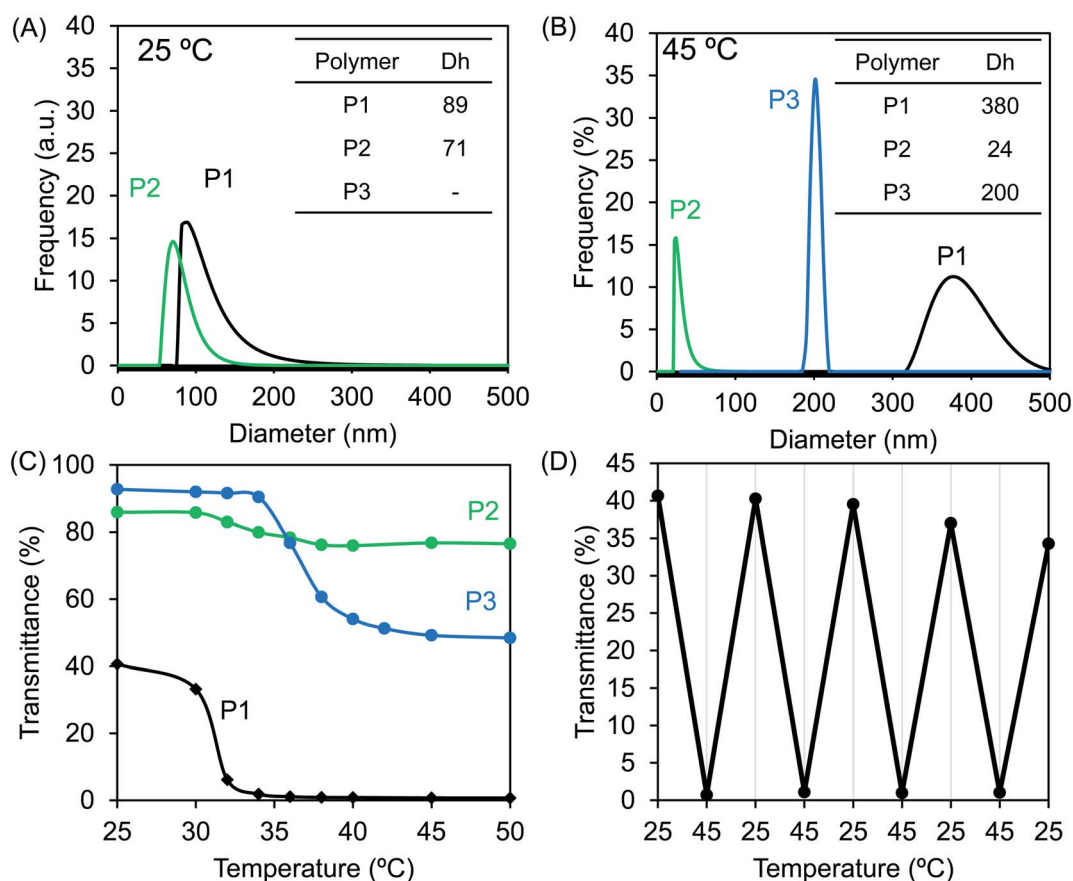 (A)
25 ºC
Polymer Dh
P1 89
P2 71
P3 -
P2
P1
Frequency (a.u.)
40
35
30
25
20
15
10
5
0
0 100 200 300 400 500
Diameter (nm)
(B)
45 ºC
Polymer Dh
P1 380
P2 24
P3 200
P3
P2
P1
Frequency (%)
40
35
30
25
20
15
10
5
0
0 100 200 300 400 500
Diameter (nm)
(C)
P2
P3
P1
Transmittance (%)
100
80
60
40
20
0
25 30 35 40 45 50
Temperature (ºC)
(D)
Transmittance (%)
45
40
35
30
25
20
15
10
5
0
25 45 25 45 25 45 25 45 25
Temperature (ºC)